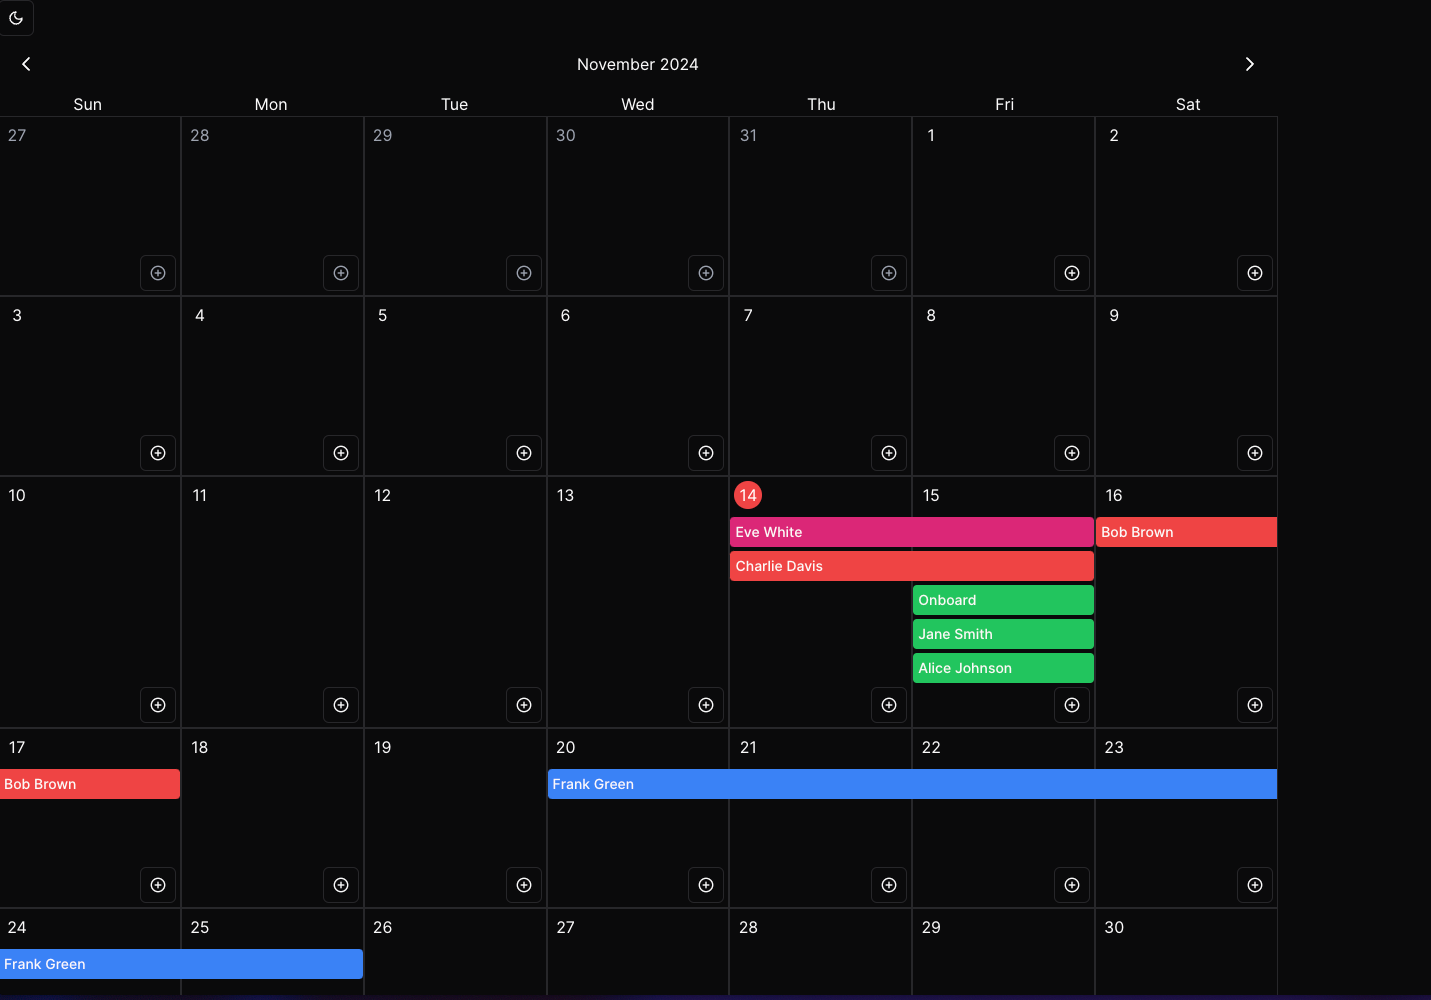 November 2024
Sun Mon Tue Wed Thu Fri Sat
27 28 29 30 31 1 2
3 4 5 6 7 8 9
10 11 12 13 14 15 16
Eve White Bob Brown
Charlie Davis
Onboard
Jane Smith
Alice Johnson
17 18 19 20 21 22 23
Bob Brown Frank Green
24 25 26 27 28 29 30
Frank Green